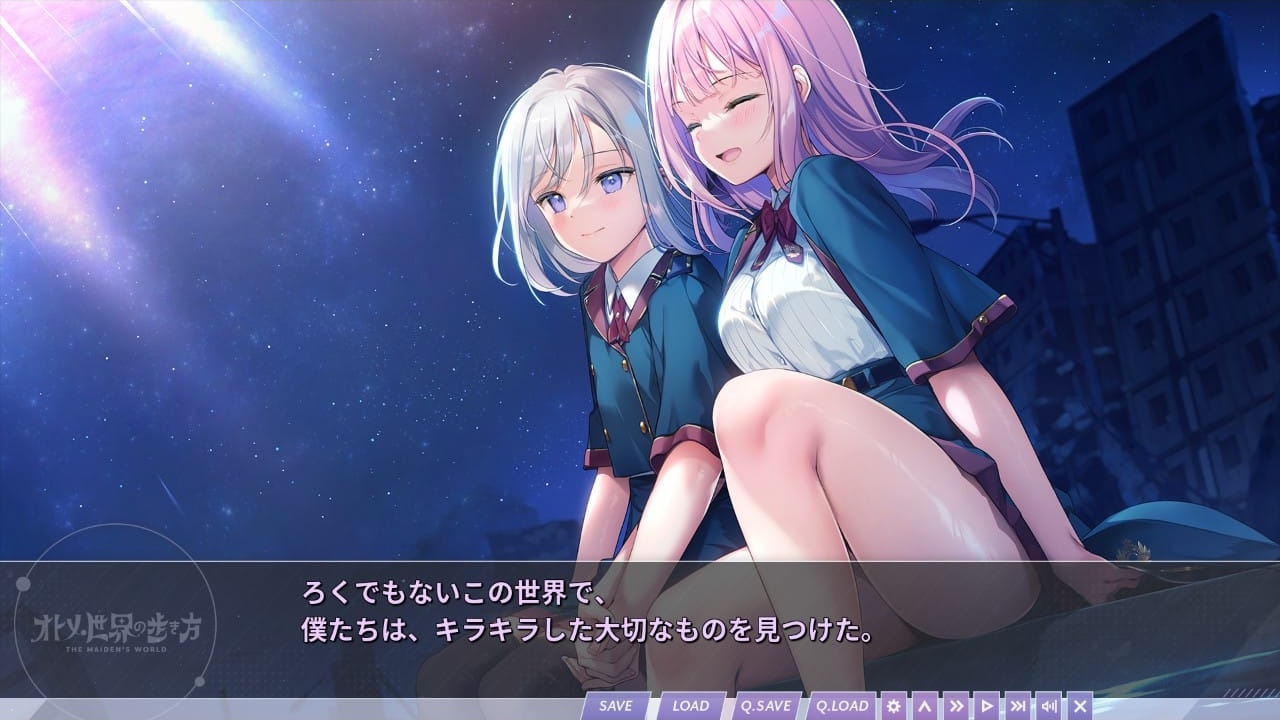 ろくでもないこの世界で、
僕たちは、キラキラした大切なものを見つけた。
オトメ世界の歩き方
THE MAIDEN'S WORLD
SAVE LOAD Q.SAVE Q.LOAD